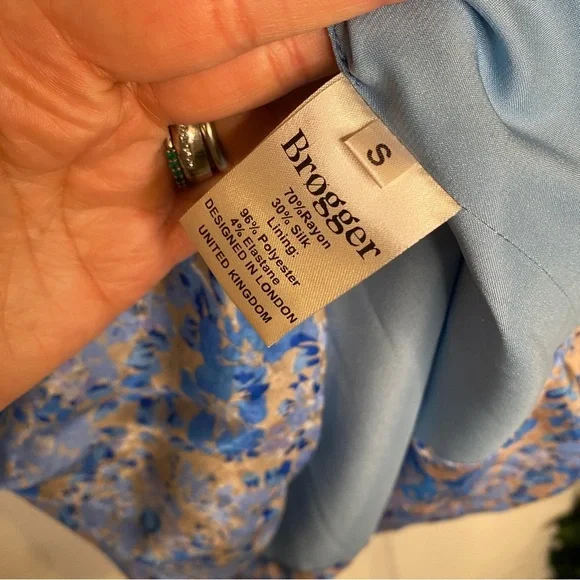 S
Brøgger
70%Rayon
30% Silk
Lining:
96% Polyester
4% Elastane
DESIGNED IN LONDON
UNITED KINGDOM